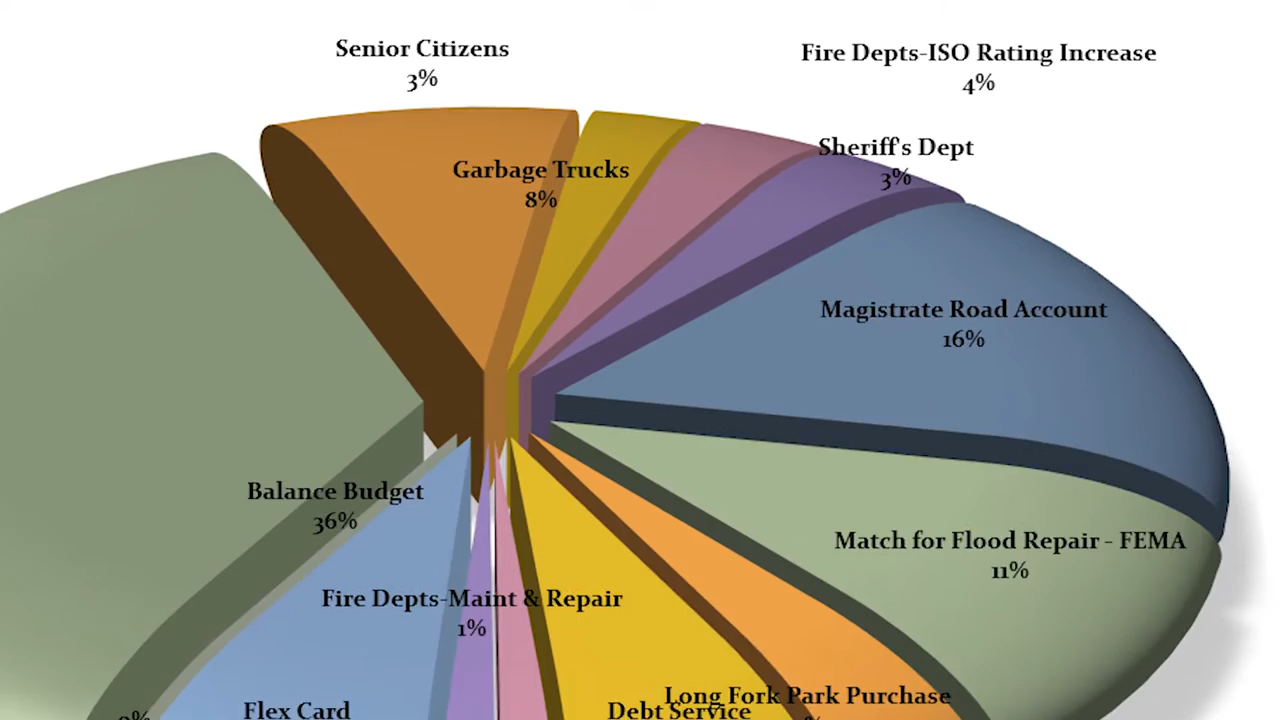 Senior Citizens
3%
Fire Depts-ISO Rating Increase
4%
Sheriff's Dept
3%
Garbage Trucks
8%
Magistrate Road Account
16%
Balance Budget
36%
Match for Flood Repair - FEMA
11%
Fire Depts-Maint & Repair
1%
Long Fork Park Purchase
Flex Card
Debt Service